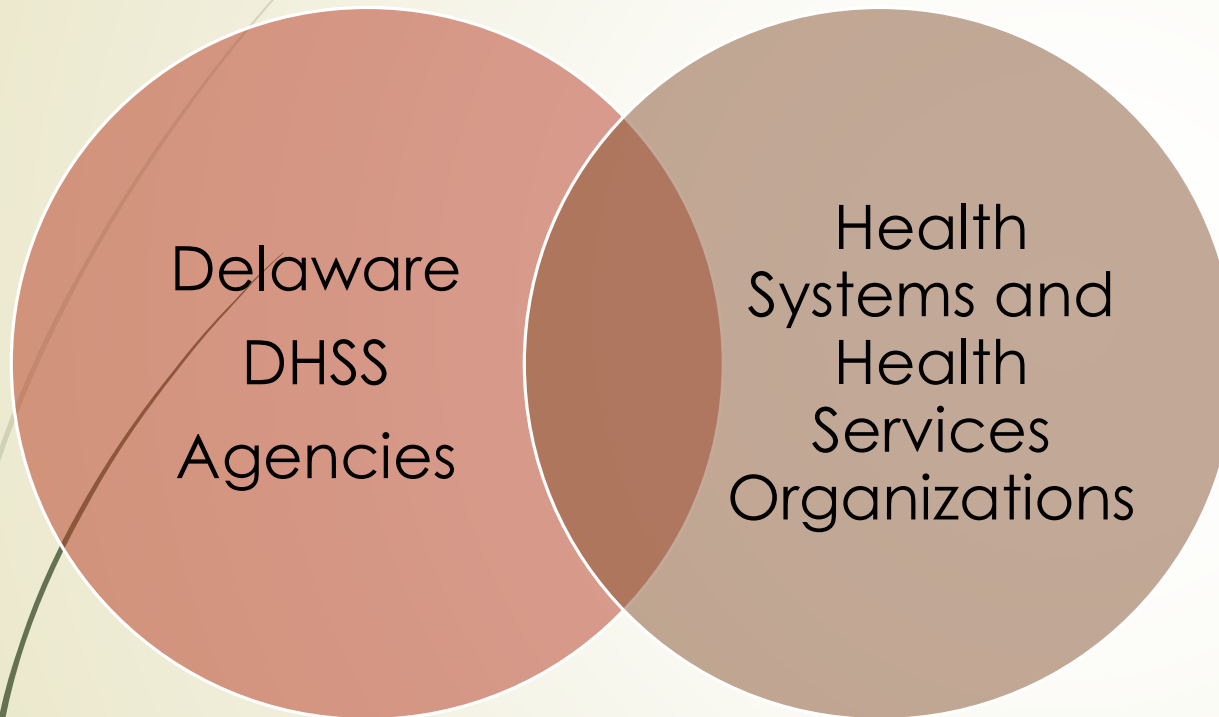 Delaware
DHSS
Agencies
Health
Systems and
Health
Services
Organizations